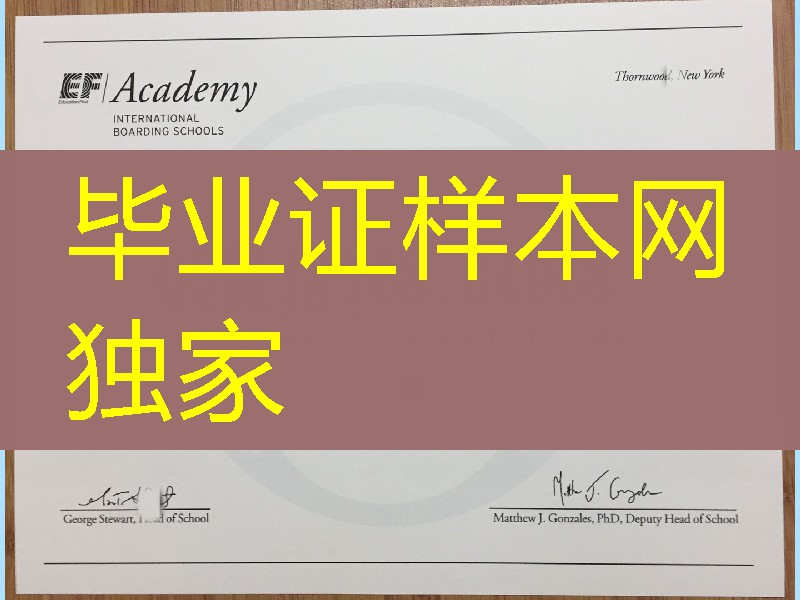 EF Academy
EducationFirst
INTERNATIONAL
BOARDING SCHOOLS
Thornwood, New York
毕业证样本网
独家
George Stewart, Head of School
Matthew J. Gonzales, PhD, Deputy Head of School